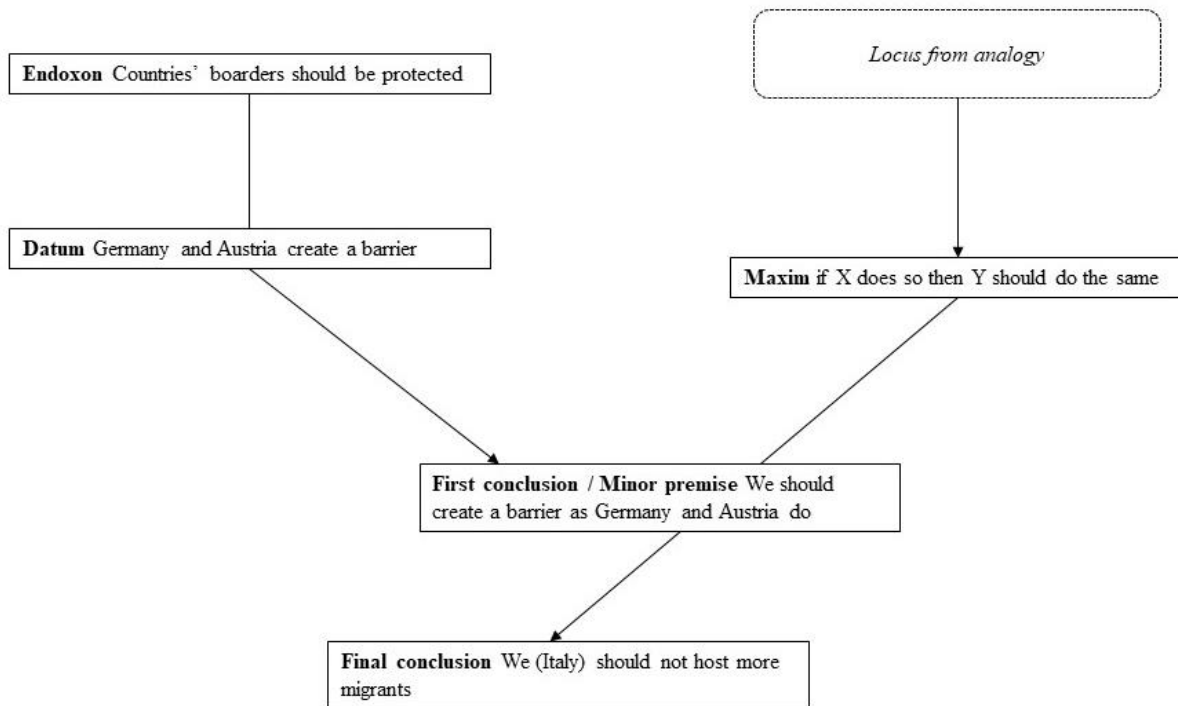 Endoxon Countries' boarders should be protected
Locus from analogy
Datum Germany and Austria create a barrier
Maxim if X does so then Y should do the same
First conclusion / Minor premise We should
create a barrier as Germany and Austria do
Final conclusion We (Italy) should not host more
migrants